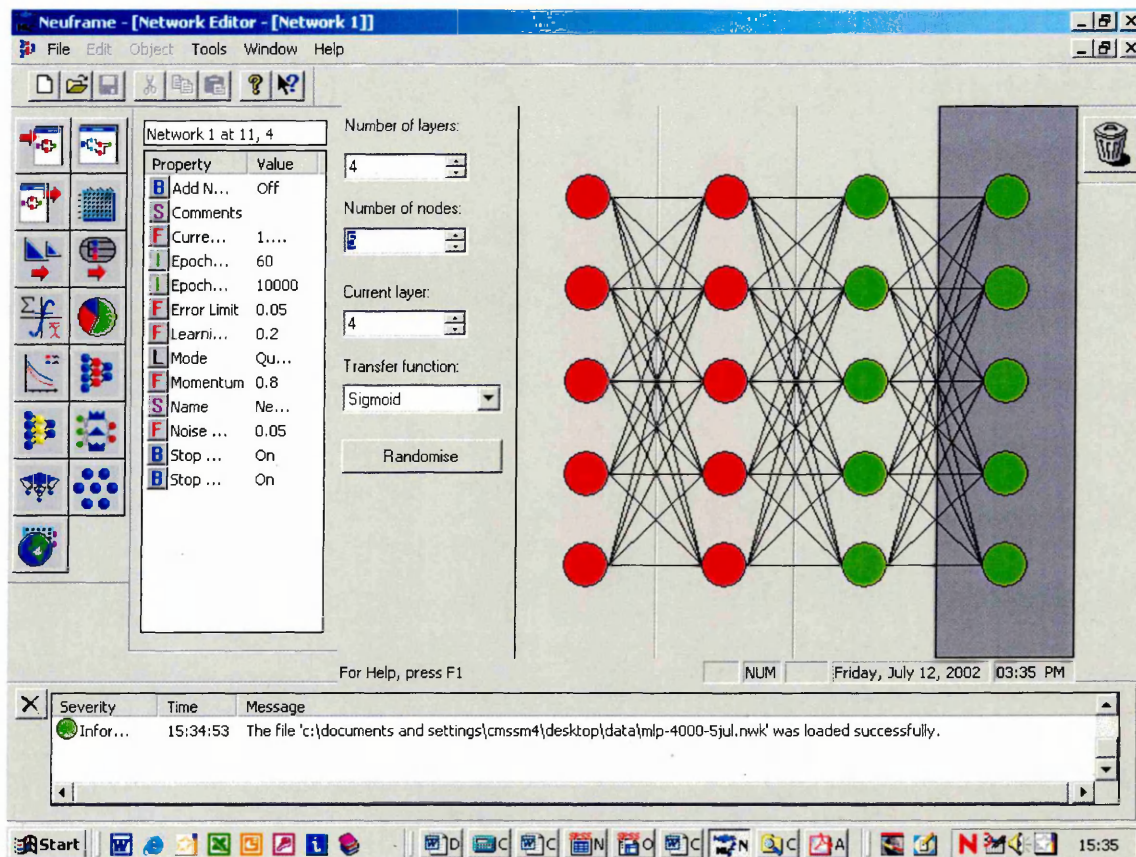 Neuframe - [Network Editor - [Network 1]]
File Edit Object Tools Window Help
Network 1 at 11, 4
Property Value
B Add N... Off
S Comments
F Curre... 1....
I Epoch... 60
I Epoch... 10000
F Error Limit 0.05
F Learni... 0.2
L Mode Qu...
F Momentum 0.8
S Name Ne...
F Noise ... 0.05
B Stop ... On
B Stop ... On
Number of layers:
4
Number of nodes:
5
Current layer:
4
Transfer function:
Sigmoid
Randomise
For Help, press F1
NUM
Friday, July 12, 2002
03:35 PM
Severity Time Message
Infor... 15:34:53 The file 'c:\documents and settings\cmssm4\desktop\data\mlp-4000-5jul.nwk' was loaded successfully.
Start D C C N O C N C A 15:35